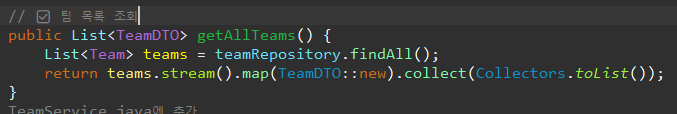 // ☑ 팀 목록 조회
public List<TeamDTO> getAllTeams() {
    List<Team> teams = teamRepository.findAll();
    return teams.stream().map(TeamDTO::new).collect(Collectors.toList());
}
TeamService.java에 추가